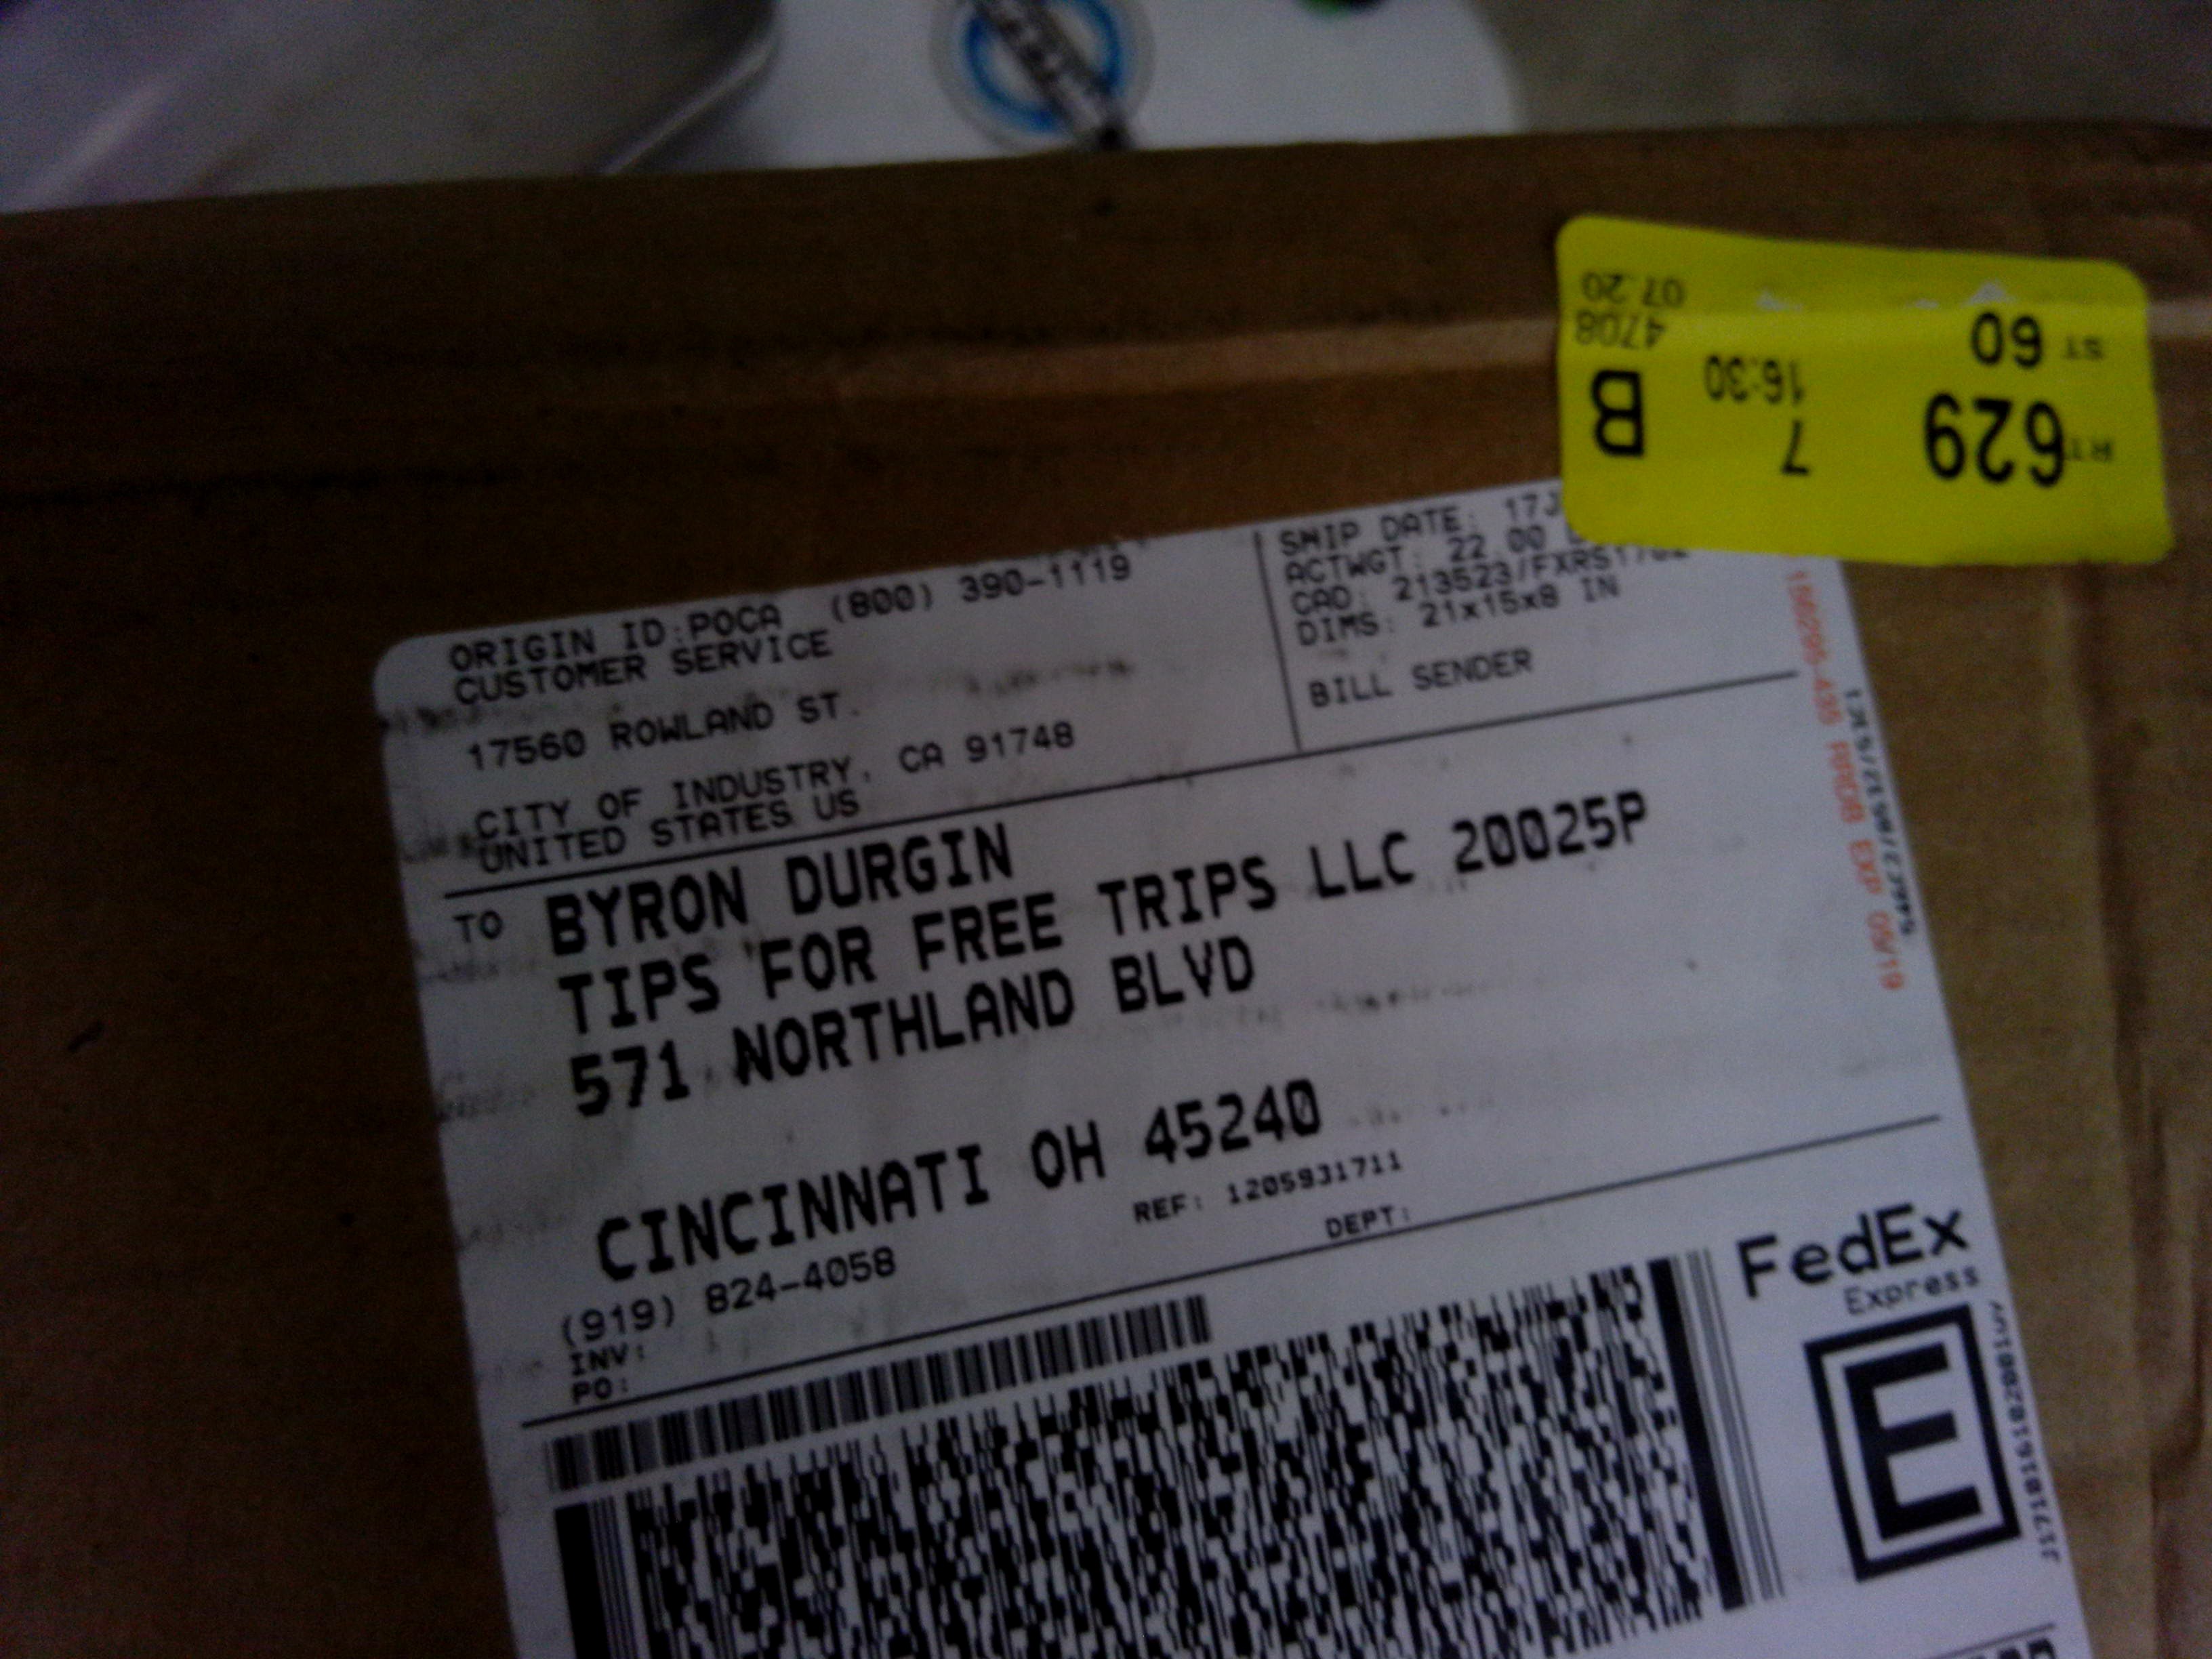 RT 629
ST 60
7
16:30
B
4708
07.20
ORIGIN ID:POCA (800) 390-1119
CUSTOMER SERVICE
17560 ROWLAND ST.
CITY OF INDUSTRY, CA 91748
UNITED STATES US
SHIP DATE: 17J
ACTWGT: 22.00
CAD: 213523/FXRS1702
DIMS: 21x15x8 IN
BILL SENDER
TO BYRON DURGIN
TIPS FOR FREE TRIPS LLC 20025P
571 NORTHLAND BLVD
CINCINNATI OH 45240
(919) 824-4058
REF: 1205931711
INV:
PO:
DEPT:
FedEx
Express
E